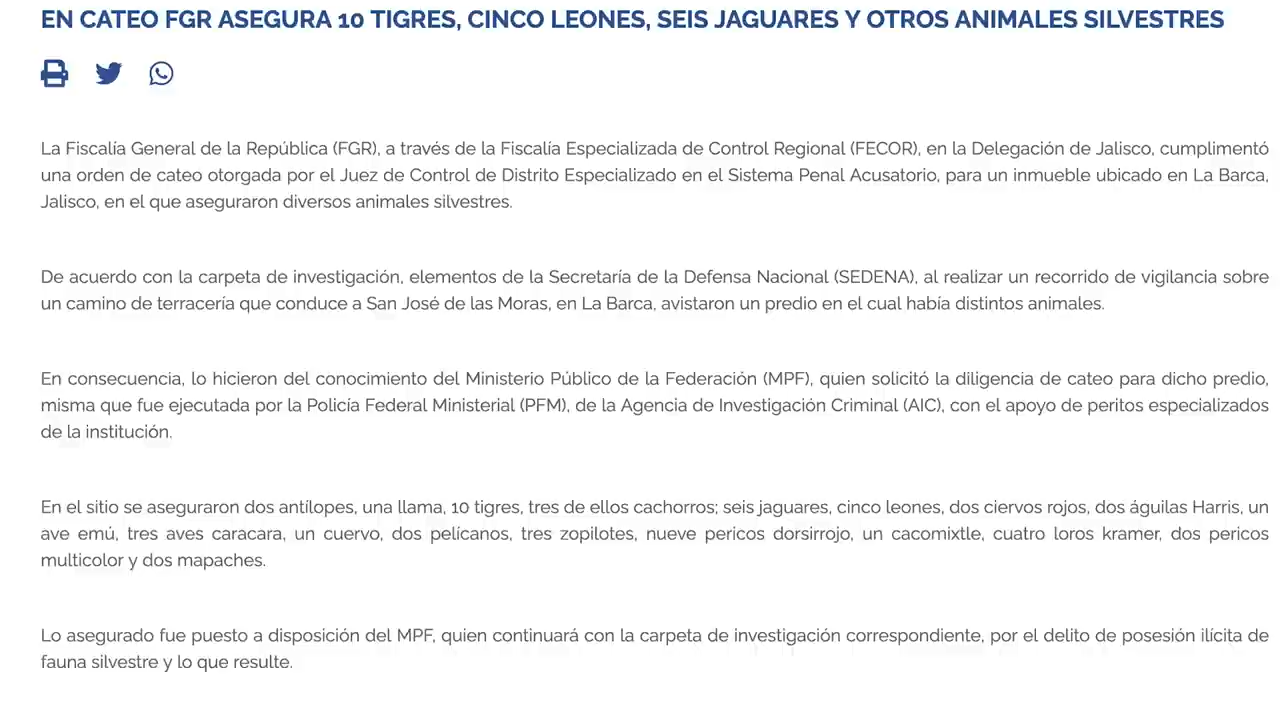 EN CATEO FGR ASEGURA 10 TIGRES, CINCO LEONES, SEIS JAGUARES Y OTROS ANIMALES SILVESTRES
La Fiscalía General de la República (FGR), a través de la Fiscalía Especializada de Control Regional (FECOR), en la Delegación de Jalisco, cumplimentó
una orden de cateo otorgada por el Juez de Control de Distrito Especializado en el Sistema Penal Acusatorio, para un inmueble ubicado en La Barca,
Jalisco, en el que aseguraron diversos animales silvestres.
De acuerdo con la carpeta de investigación, elementos de la Secretaría de la Defensa Nacional (SEDENA), al realizar un recorrido de vigilancia sobre
un camino de terracería que conduce a San José de las Moras, en La Barca, avistaron un predio en el cual había distintos animales.
En consecuencia, lo hicieron del conocimiento del Ministerio Público de la Federación (MPF), quien solicitó la diligencia de cateo para dicho predio,
misma que fue ejecutada por la Policía Federal Ministerial (PFM), de la Agencia de Investigación Criminal (AIC), con el apoyo de peritos especializados
de la institución.
En el sitio se aseguraron dos antílopes, una llama, 10 tigres, tres de ellos cachorros; seis jaguares, cinco leones, dos ciervos rojos, dos águilas Harris, un
ave emú, tres aves caracara, un cuervo, dos pelícanos, tres zopilotes, nueve pericos dorsirrojo, un cacomixtle, cuatro loros kramer, dos pericos
multicolor y dos mapaches.
Lo asegurado fue puesto a disposición del MPF, quien continuará con la carpeta de investigación correspondiente, por el delito de posesión ilícita de
fauna silvestre y lo que resulte.